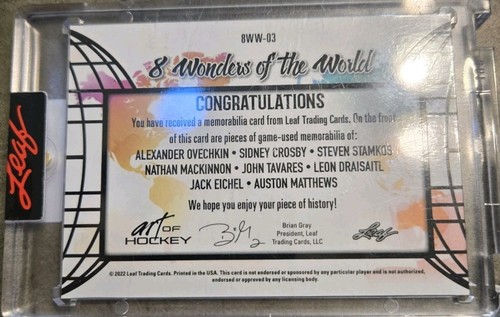 8WW-03
8 Wonders of the World
CONGRATULATIONS
You have received a memorabilia card from Leaf Trading Cards. On the front
of this card are pieces of game-used memorabilia of:
ALEXANDER OVECHKIN • SIDNEY CROSBY • STEVEN STAMKOS
NATHAN MACKINNON • JOHN TAVARES • LEON DRAISAITL
JACK EICHEL • AUSTON MATTHEWS
We hope you enjoy your piece of history!
art OF
HOCKEY
Brian Gray
President, Leaf
Trading Cards, LLC
Leaf
© 2022 Leaf Trading Cards. Printed in the USA. This card is not endorsed or sponsored by any particular player and is not authorized,
endorsed or approved by any licensing body.
Leaf